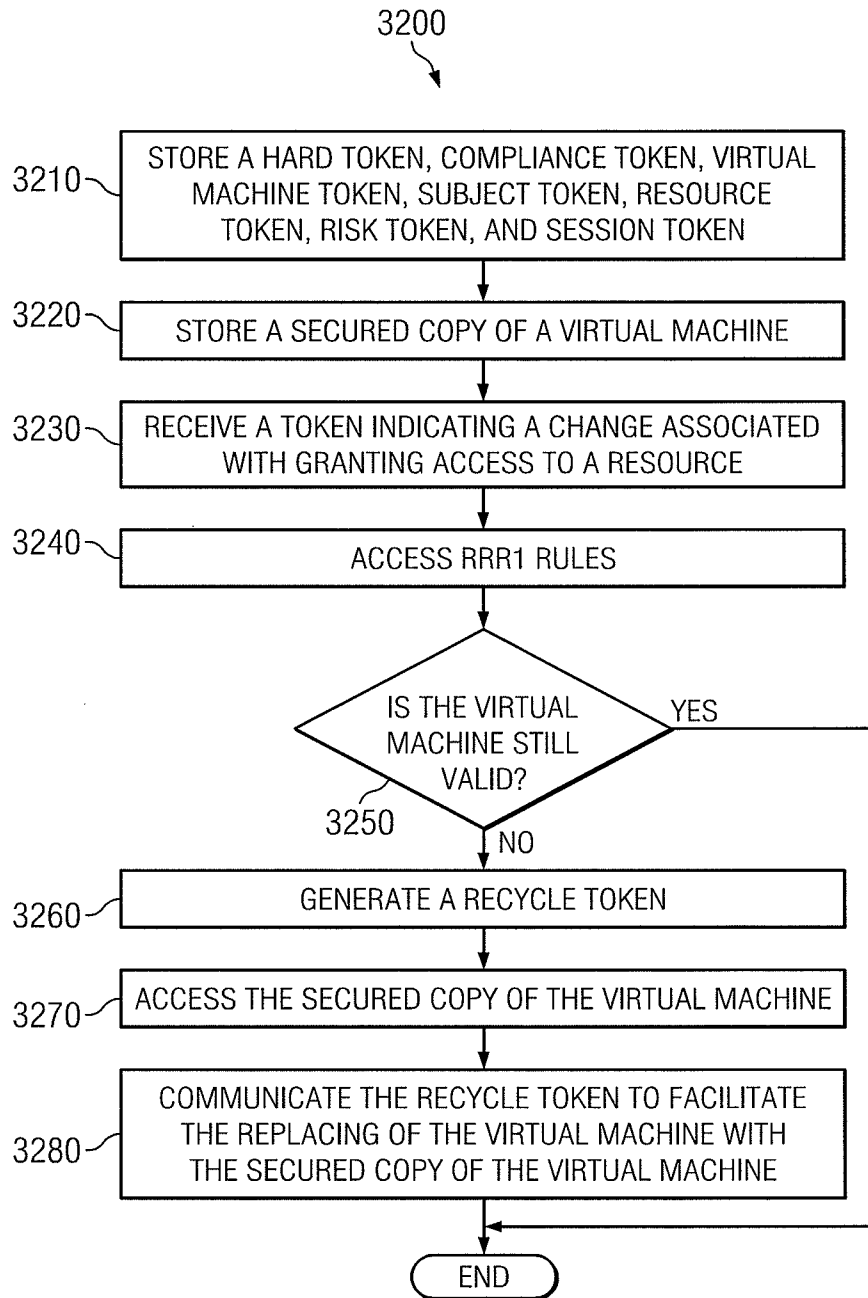 3200
3210
STORE A HARD TOKEN, COMPLIANCE TOKEN, VIRTUAL
MACHINE TOKEN, SUBJECT TOKEN, RESOURCE
TOKEN, RISK TOKEN, AND SESSION TOKEN
3220
STORE A SECURED COPY OF A VIRTUAL MACHINE
3230
RECEIVE A TOKEN INDICATING A CHANGE ASSOCIATED
WITH GRANTING ACCESS TO A RESOURCE
3240
ACCESS RRR1 RULES
IS THE VIRTUAL
MACHINE STILL
VALID?
YES
3250
NO
3260
GENERATE A RECYCLE TOKEN
3270
ACCESS THE SECURED COPY OF THE VIRTUAL MACHINE
3280
COMMUNICATE THE RECYCLE TOKEN TO FACILITATE
THE REPLACING OF THE VIRTUAL MACHINE WITH
THE SECURED COPY OF THE VIRTUAL MACHINE
END